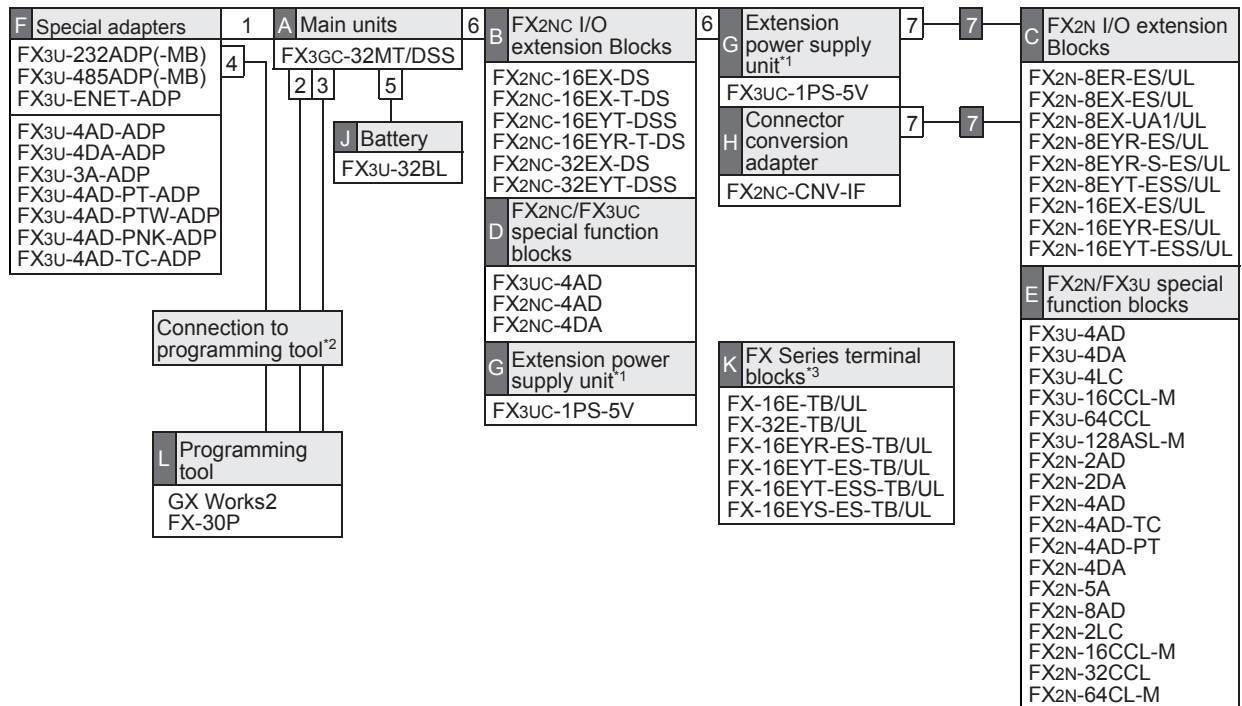 F Special adapters
FX3U-232ADP(-MB)
FX3U-485ADP(-MB)
FX3U-ENET-ADP
FX3U-4AD-ADP
FX3U-4DA-ADP
FX3U-3A-ADP
FX3U-4AD-PT-ADP
FX3U-4AD-PTW-ADP
FX3U-4AD-PNK-ADP
FX3U-4AD-TC-ADP
1
4
A Main units
FX3GC-32MT/DSS
2 3
5
J Battery
FX3U-32BL
Connection to
programming tool*2
L Programming
tool
GX Works2
FX-30P
6
B FX2NC I/O
extension Blocks
FX2NC-16EX-DS
FX2NC-16EX-T-DS
FX2NC-16EYT-DSS
FX2NC-16EYR-T-DS
FX2NC-32EX-DS
FX2NC-32EYT-DSS
D FX2NC/FX3UC
special function
blocks
FX3UC-4AD
FX2NC-4AD
FX2NC-4DA
G Extension power
supply unit*1
FX3UC-1PS-5V
6
G Extension
power supply
unit*1
FX3UC-1PS-5V
7
7
H Connector
conversion
adapter
FX2NC-CNV-IF
7
7
K FX Series terminal
blocks*3
FX-16E-TB/UL
FX-32E-TB/UL
FX-16EYR-ES-TB/UL
FX-16EYT-ES-TB/UL
FX-16EYT-ESS-TB/UL
FX-16EYS-ES-TB/UL
C FX2N I/O extension
Blocks
FX2N-8ER-ES/UL
FX2N-8EX-ES/UL
FX2N-8EX-UA1/UL
FX2N-8EYR-ES/UL
FX2N-8EYR-S-ES/UL
FX2N-8EYT-ESS/UL
FX2N-16EX-ES/UL
FX2N-16EYR-ES/UL
FX2N-16EYT-ESS/UL
E FX2N/FX3U special
function blocks
FX3U-4AD
FX3U-4DA
FX3U-4LC
FX3U-16CCL-M
FX3U-64CCL
FX3U-128ASL-M
FX2N-2AD
FX2N-2DA
FX2N-4AD
FX2N-4AD-TC
FX2N-4AD-PT
FX2N-4DA
FX2N-5A
FX2N-8AD
FX2N-2LC
FX2N-16CCL-M
FX2N-32CCL
FX2N-64CL-M